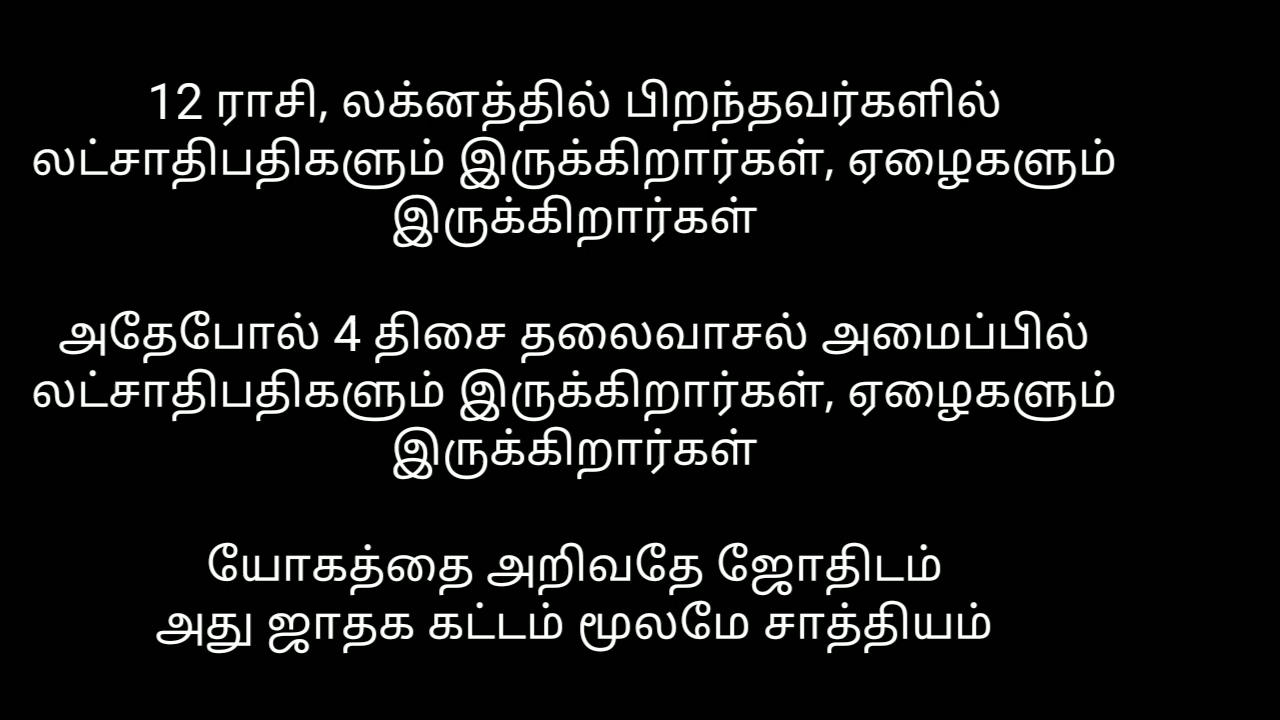 12 ராசி, லக்னத்தில் பிறந்தவர்களில்
லட்சாதிபதிகளும் இருக்கிறார்கள், ஏழைகளும்
இருக்கிறார்கள்
அதேபோல் 4 திசை தலைவாசல் அமைப்பில்
லட்சாதிபதிகளும் இருக்கிறார்கள், ஏழைகளும்
இருக்கிறார்கள்
யோகத்தை அறிவதே ஜோதிடம்
அது ஜாதக கட்டம் மூலமே சாத்தியம்